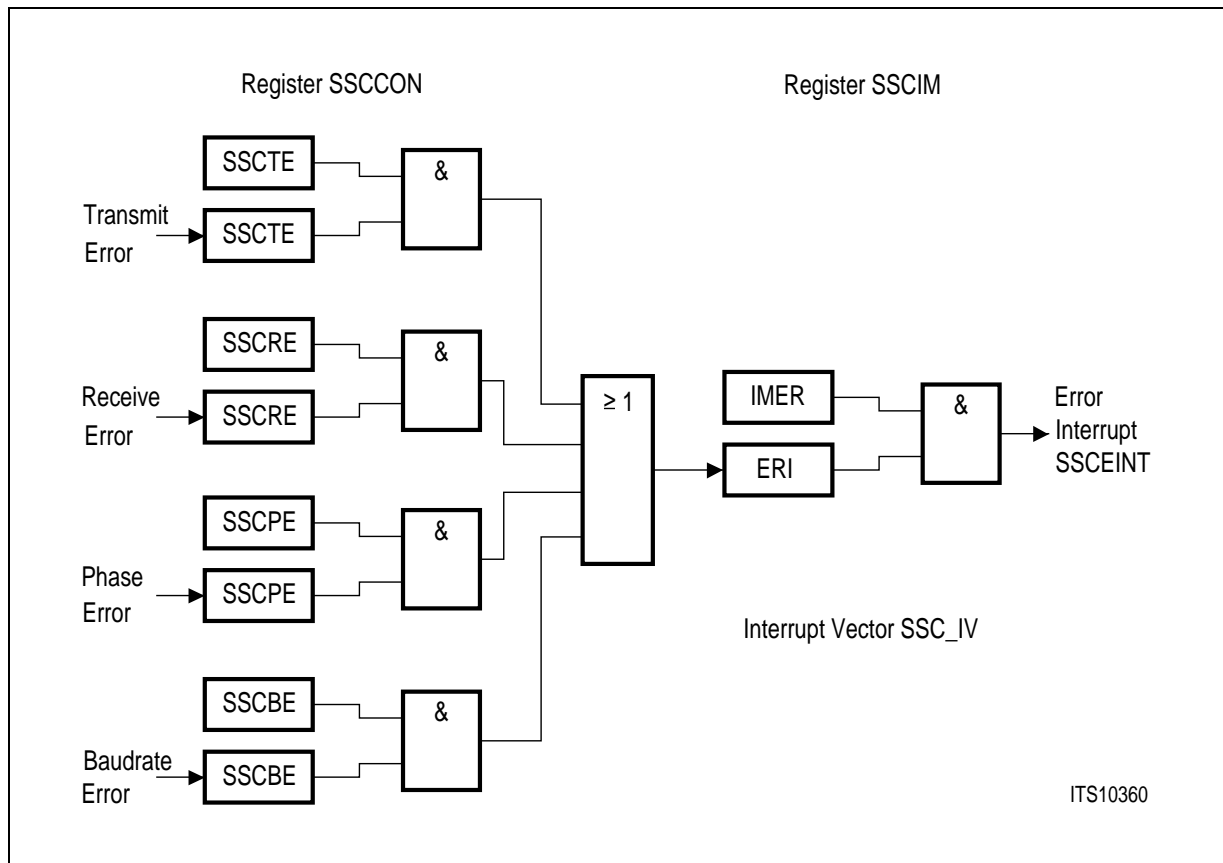 Register SSCCON
Register SSCIM
SSCTE
&
Transmit
Error
SSCTE
SSCRE
&
Receive
Error
SSCRE
≥ 1
IMER
&
Error
Interrupt
SSCEINT
ERI
SSCPE
&
Phase
Error
SSCPE
Interrupt Vector SSC_IV
SSCBE
&
Baudrate
Error
SSCBE
ITS10360